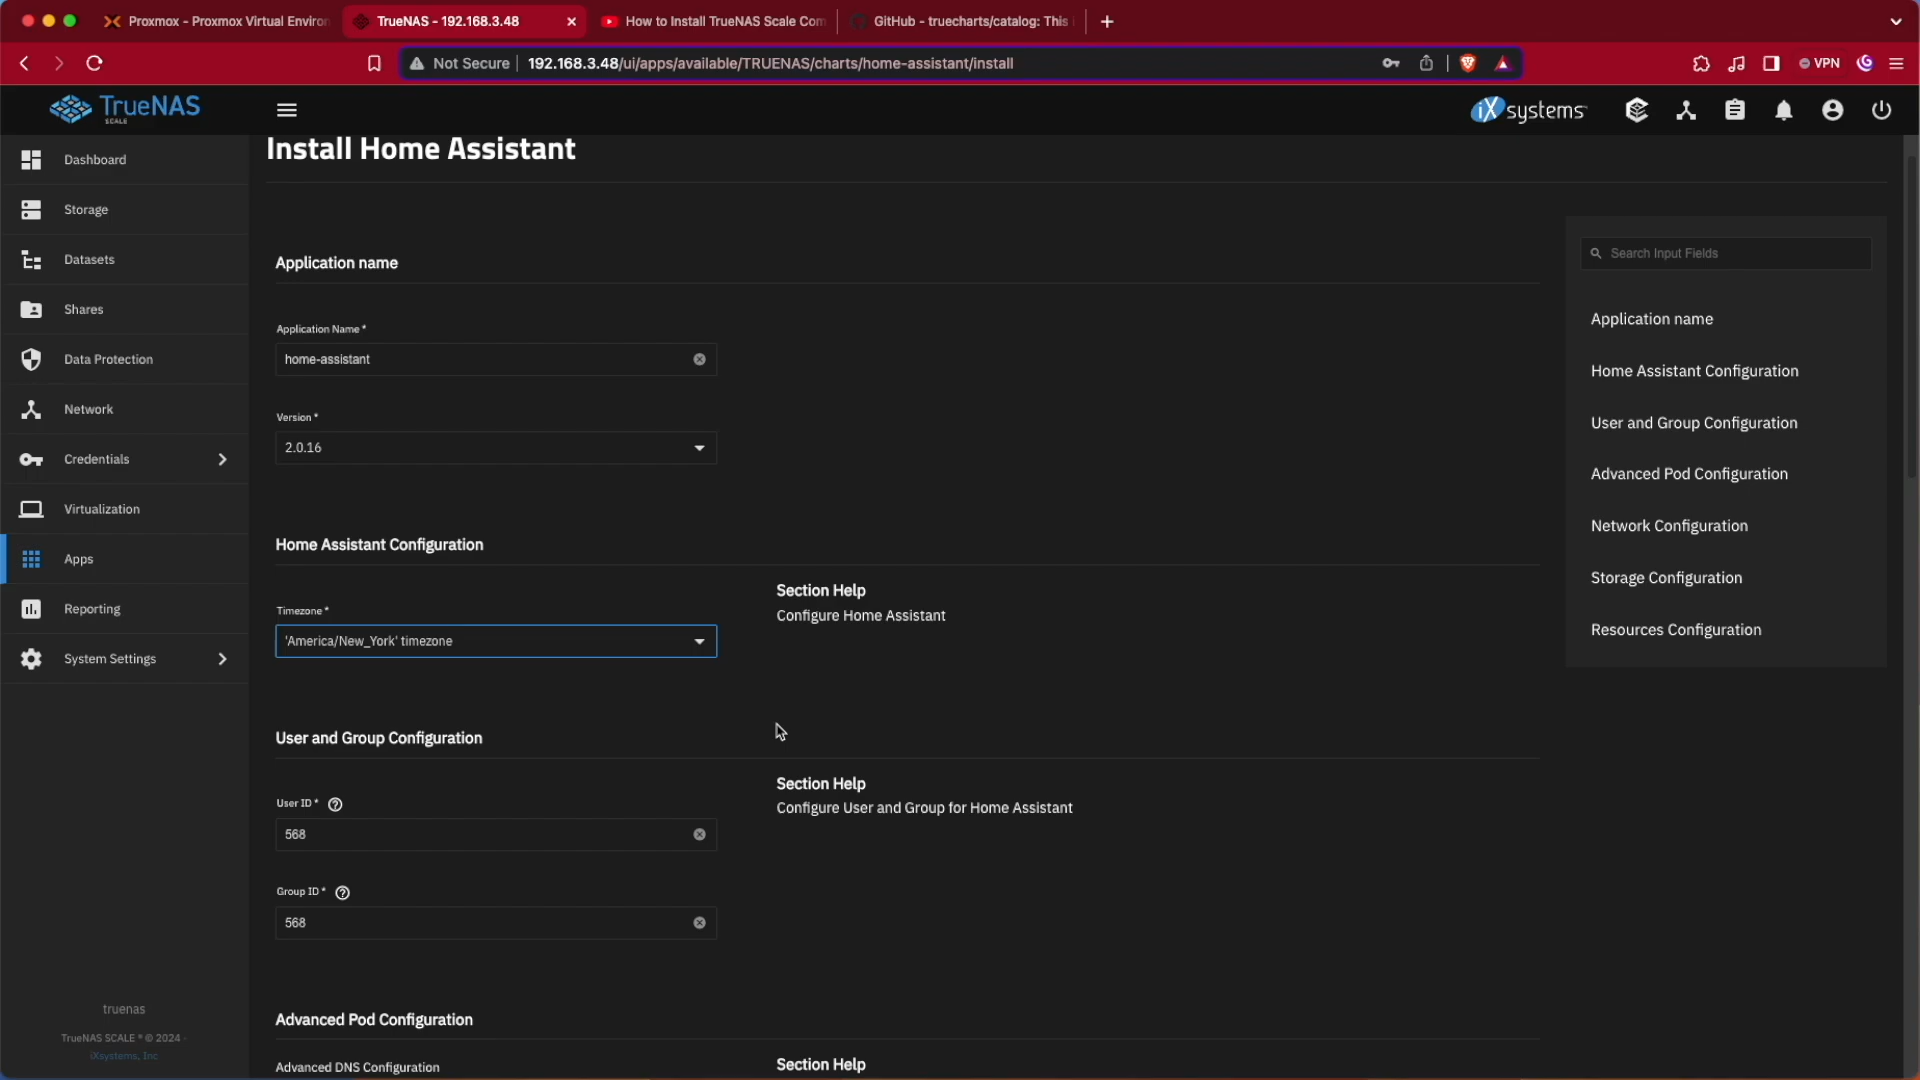 Proxmox - Proxmox Virtual Environ
TrueNAS - 192.168.3.48
How to Install TrueNAS Scale Com
GitHub - truecharts/catalog: This
Not Secure
192.168.3.48/ui/apps/available/TRUENAS/charts/home-assistant/install
VPN
TrueNAS
SCALE
iX systems
Dashboard
Storage
Datasets
Shares
Data Protection
Network
Credentials
Virtualization
Apps
Reporting
System Settings
truenas
TrueNAS SCALE ® © 2024 -
iXsystems, Inc
Install Home Assistant
Application name
Application Name *
home-assistant
Version *
2.0.16
Home Assistant Configuration
Timezone *
'America/New_York' timezone
Section Help
Configure Home Assistant
User and Group Configuration
User ID *
568
Section Help
Configure User and Group for Home Assistant
Group ID *
568
Advanced Pod Configuration
Advanced DNS Configuration
Section Help
Search Input Fields
Application name
Home Assistant Configuration
User and Group Configuration
Advanced Pod Configuration
Network Configuration
Storage Configuration
Resources Configuration